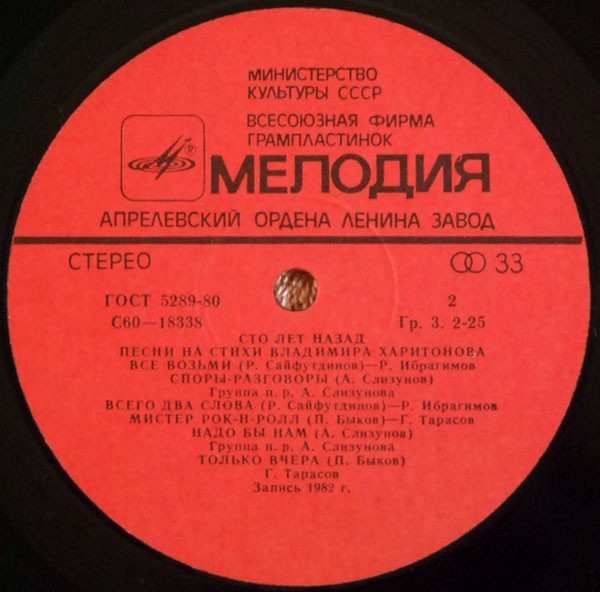 МИНИСТЕРСТВО
КУЛЬТУРЫ СССР
ВСЕСОЮЗНАЯ ФИРМА
ГРАМПЛАСТИНОК
®
МЕЛОДИЯ
АПРЕЛЕВСКИЙ ОРДЕНА ЛЕНИНА ЗАВОД
СТЕРЕО 33
ГОСТ 5289-80 2
С60—18338 Гр. 3. 2-25
СТО ЛЕТ НАЗАД
ПЕСНИ НА СТИХИ ВЛАДИМИРА ХАРИТОНОВА
ВСЕ ВОЗЬМИ (Р. Сайфутдинов)—Р. Ибрагимов
СПОРЫ-РАЗГОВОРЫ (А. Слизунов)
Группа п. р. А. Слизунова
ВСЕГО ДВА СЛОВА (Р. Сайфутдинов)—Р. Ибрагимов
МИСТЕР РОК-Н-РОЛЛ (П. Быков)—Г. Тарасов
НАДО БЫ НАМ (А. Слизунов)
Группа п. р. А. Слизунова
ТОЛЬКО ВЧЕРА (П. Быков)
Г. Тарасов
Запись 1982 г.